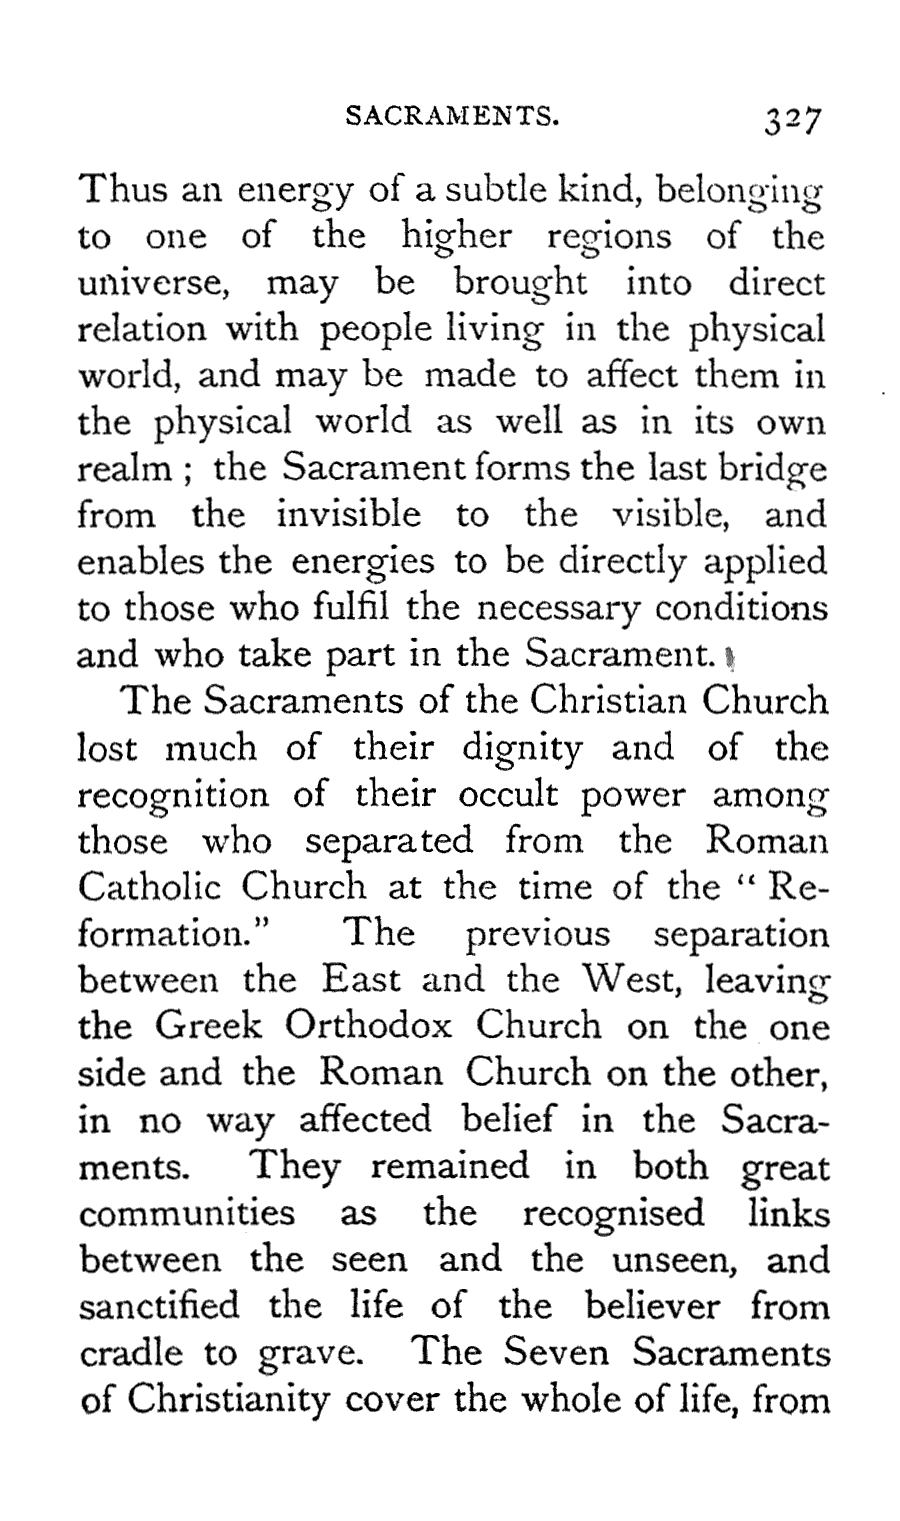 SACRAMENTS. 327
Thus an energy of a subtle kind, belonging
to one of the higher regions of the
universe, may be brought into direct
relation with people living in the physical
world, and may be made to affect them in
the physical world as well as in its own
realm ; the Sacrament forms the last bridge
from the invisible to the visible, and
enables the energies to be directly applied
to those who fulfil the necessary conditions
and who take part in the Sacrament.
The Sacraments of the Christian Church
lost much of their dignity and of the
recognition of their occult power among
those who separated from the Roman
Catholic Church at the time of the “ Re-
formation.” The previous separation
between the East and the West, leaving
the Greek Orthodox Church on the one
side and the Roman Church on the other,
in no way affected belief in the Sacra-
ments. They remained in both great
communities as the recognised links
between the seen and the unseen, and
sanctified the life of the believer from
cradle to grave. The Seven Sacraments
of Christianity cover the whole of life, from